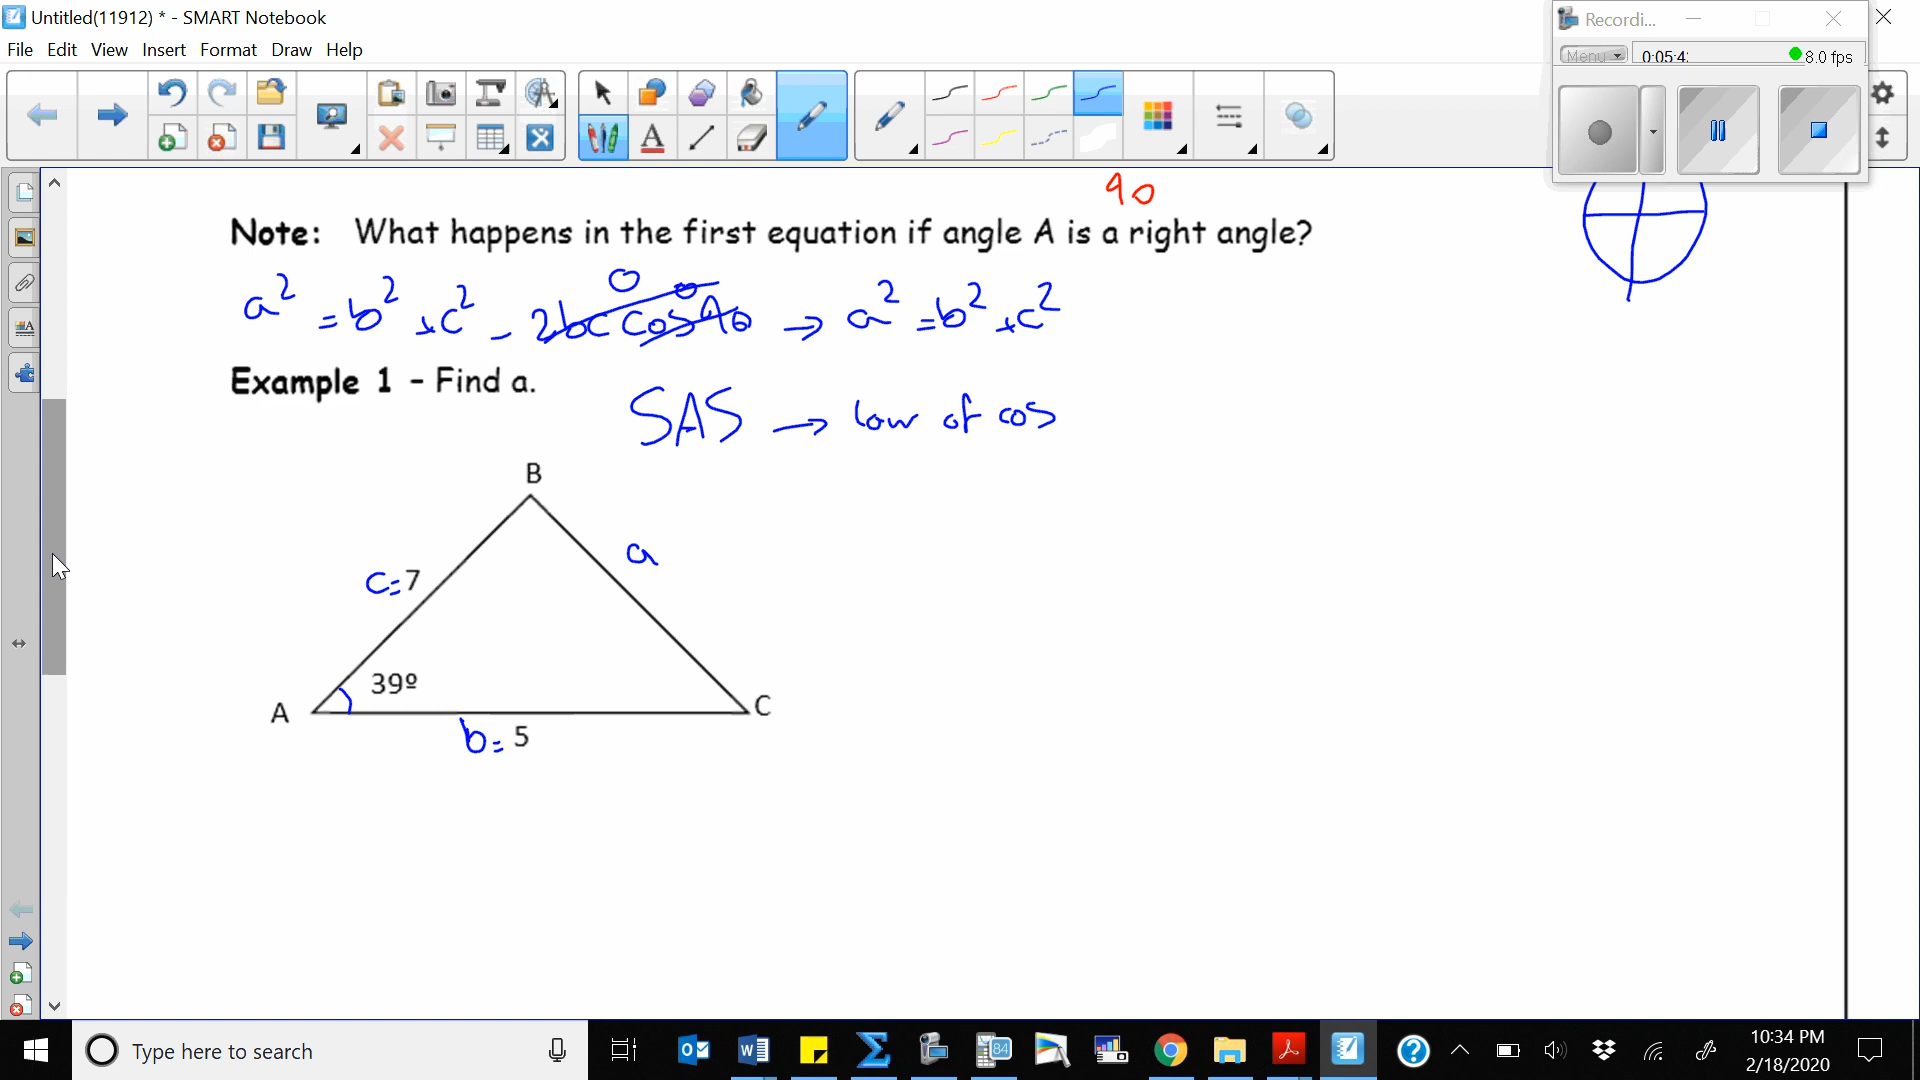 Untitled(11912) * - SMART Notebook
Recordi...
File Edit View Insert Format Draw Help
Menu
0:05:4
8.0 fps
90
Note: What happens in the first equation if angle A is a right angle?
0
a² = b² + c² - 2bc cos 90 → a² = b² + c²
Example 1 - Find a.
SAS → law of cos
B
a
c=7
39º
A
C
b= 5
Type here to search
84
10:34 PM
2/18/2020